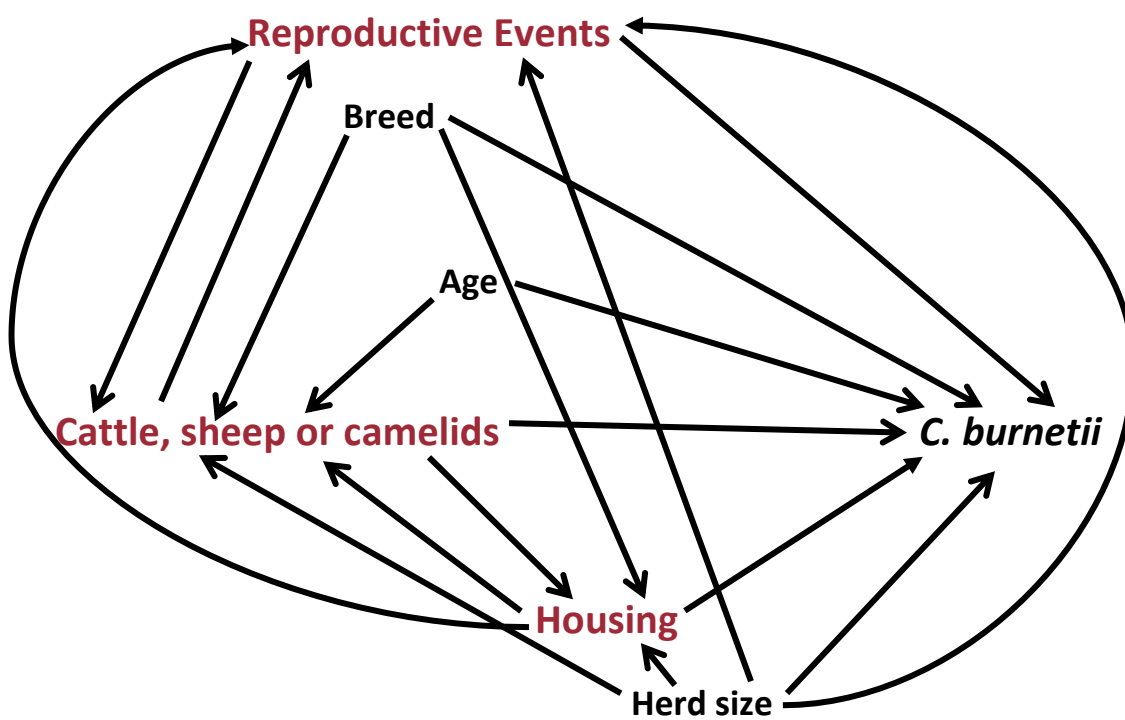 Reproductive Events
Breed
Age
Cattle, sheep or camelids
C. burnetii
Housing
Herd size